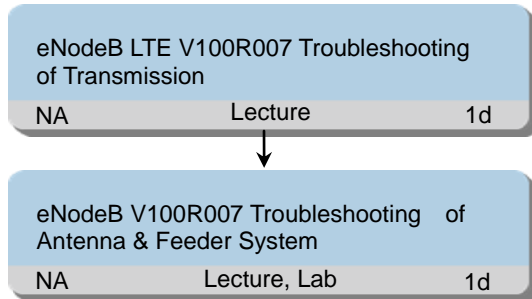 eNodeB LTE V100R007 Troubleshooting
of Transmission
NA Lecture 1d
eNodeB V100R007 Troubleshooting of
Antenna & Feeder System
NA Lecture, Lab 1d